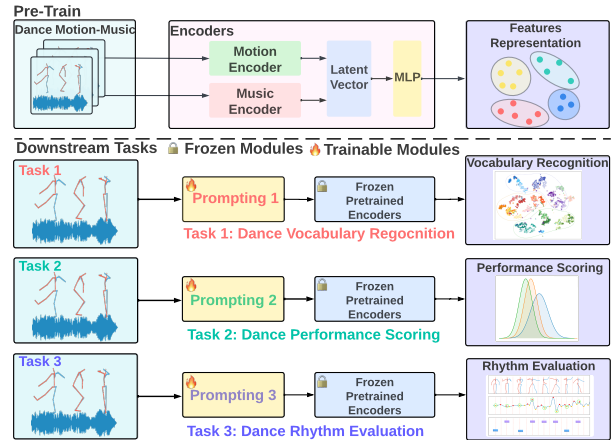 Pre-Train
Dance Motion-Music
Encoders
Motion
Encoder
Music
Encoder
Latent
Vector
MLP
Features
Representation
Downstream Tasks
Frozen Modules
Trainable Modules
Task 1
Prompting 1
Frozen
Pretrained
Encoders
Vocabulary Recognition
Task 1: Dance Vocabulary Regocnition
Task 2
Prompting 2
Frozen
Pretrained
Encoders
Performance Scoring
Task 2: Dance Performance Scoring
Task 3
Prompting 3
Frozen
Pretrained
Encoders
Rhythm Evaluation
Task 3: Dance Rhythm Evaluation